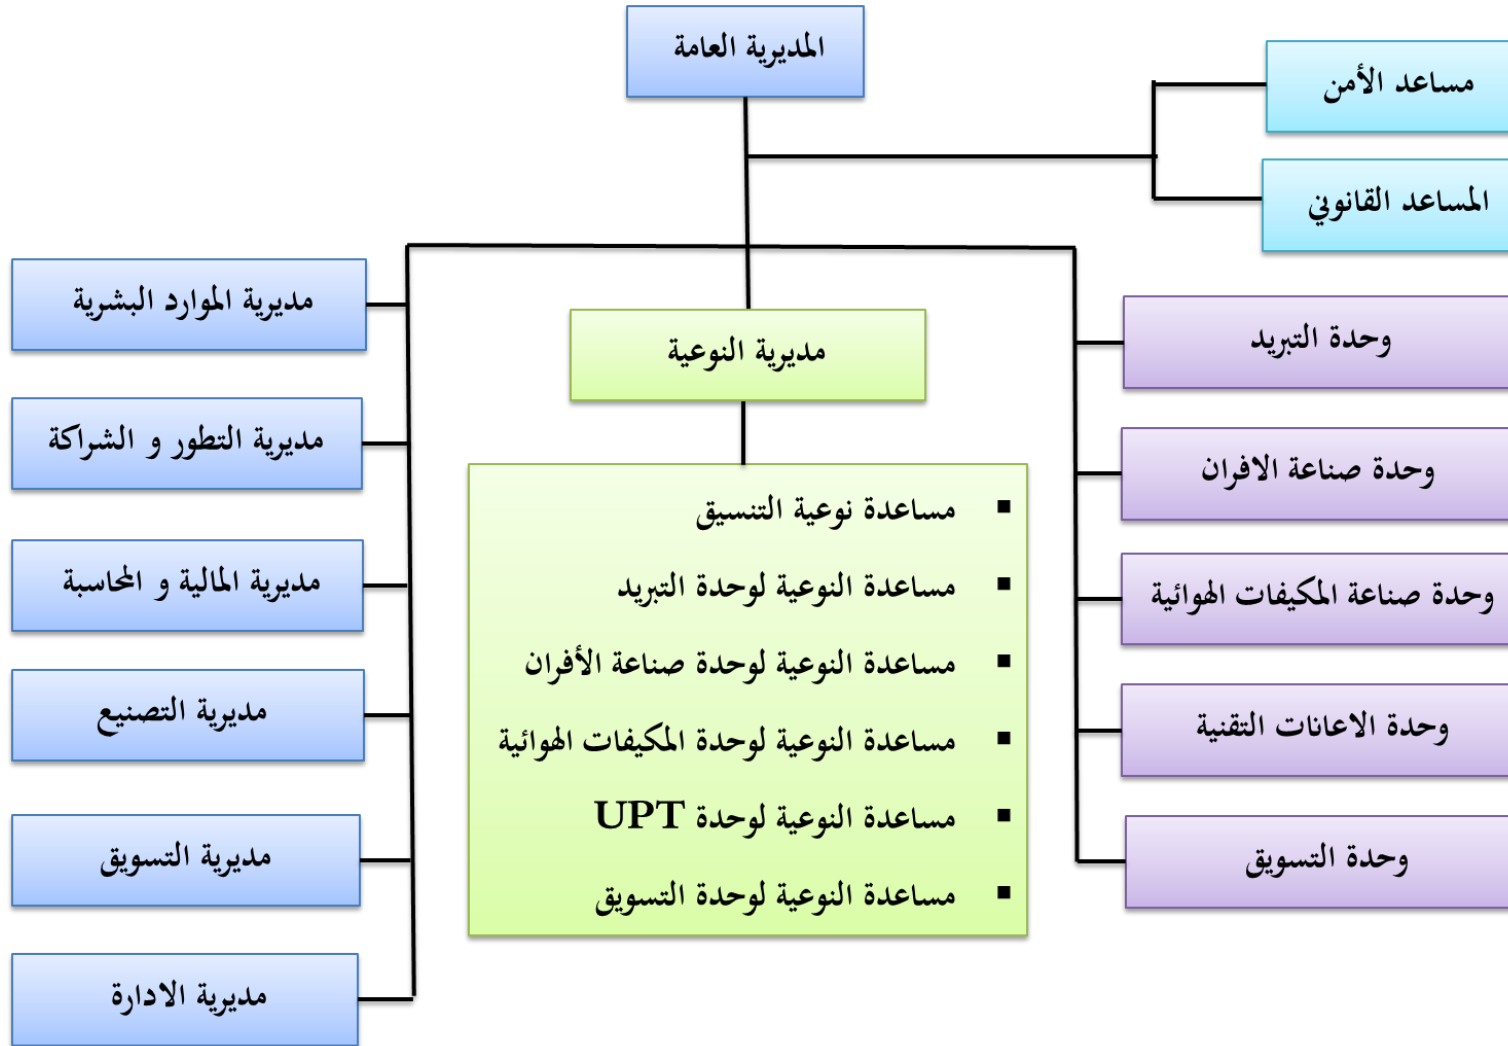 المديرية العامة
مساعد الأمن
المساعد القانوني
وحدة التبريد
وحدة صناعة الافران
وحدة صناعة المكيفات الهوائية
وحدة الاعانات التقنية
وحدة التسويق
مديرية النوعية
▪ مساعدة نوعية التنسيق
▪ مساعدة النوعية لوحدة التبريد
▪ مساعدة النوعية لوحدة صناعة الأفران
▪ مساعدة النوعية لوحدة المكيفات الهوائية
▪ مساعدة النوعية لوحدة UPT
▪ مساعدة النوعية لوحدة التسويق
مديرية الموارد البشرية
مديرية التطور و الشراكة
مديرية المالية و المحاسبة
مديرية التصنيع
مديرية التسويق
مديرية الادارة